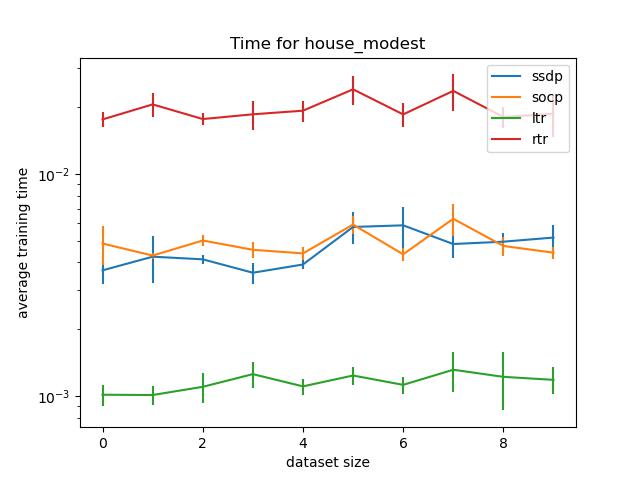 Time for house_modest
ssdp
socp
ltr
rtr
10⁻²
10⁻³
average training time
0 2 4 6 8
dataset size